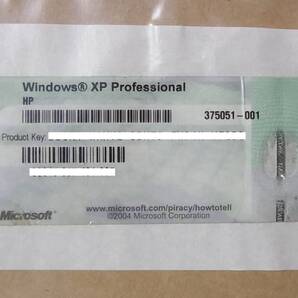 Windows® XP Professional
HP
375051-001
Product Key:
Microsoft
www.microsoft.com/piracy/howtotell
©2004 Microsoft Corporation